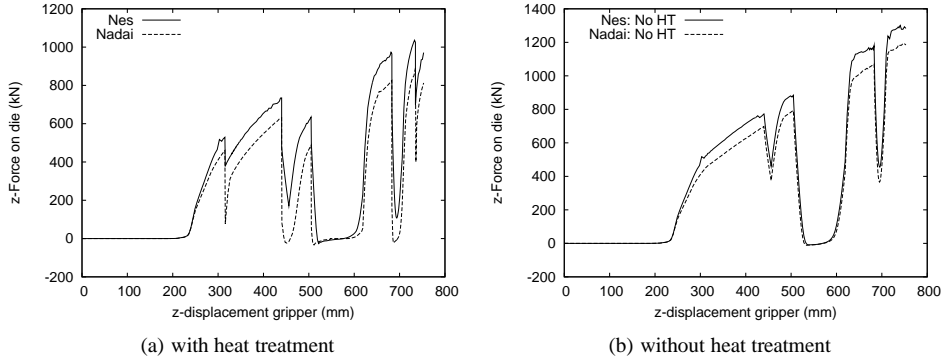 1200
1000
800
600
400
200
0
-200
0 100 200 300 400 500 600 700 800
z-Force on die (kN)
z-displacement gripper (mm)
Nes
Nadai
(a) with heat treatment
1400
1200
1000
800
600
400
200
0
-200
0 100 200 300 400 500 600 700 800
z-Force on die (kN)
z-displacement gripper (mm)
Nes: No HT
Nadai: No HT
(b) without heat treatment